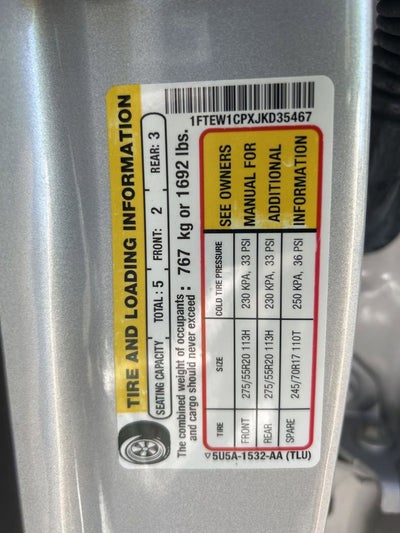 TIRE AND LOADING INFORMATION
SEATING CAPACITY TOTAL: 5 FRONT: 2 REAR: 3
The combined weight of occupants
and cargo should never exceed: 767 kg or 1692 lbs.
TIRE SIZE COLD TIRE PRESSURE
FRONT 275/55R20 113H 230 KPA, 33 PSI
REAR 275/55R20 113H 230 KPA, 33 PSI
SPARE 245/70R17 110T 250 KPA, 36 PSI
SEE OWNERS
MANUAL FOR
ADDITIONAL
INFORMATION
5U5A-1532-AA (TLU)
1FTEW1CPXJKD35467